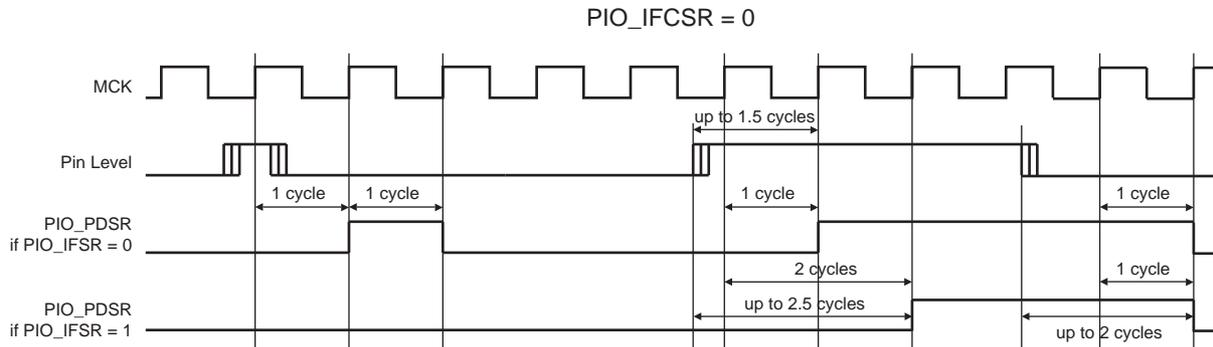 PIO_IFCSR = 0
MCK
up to 1.5 cycles
Pin Level
1 cycle
1 cycle
1 cycle
1 cycle
PIO_PDSR
if PIO_IFSR = 0
2 cycles
1 cycle
PIO_PDSR
if PIO_IFSR = 1
up to 2.5 cycles
up to 2 cycles